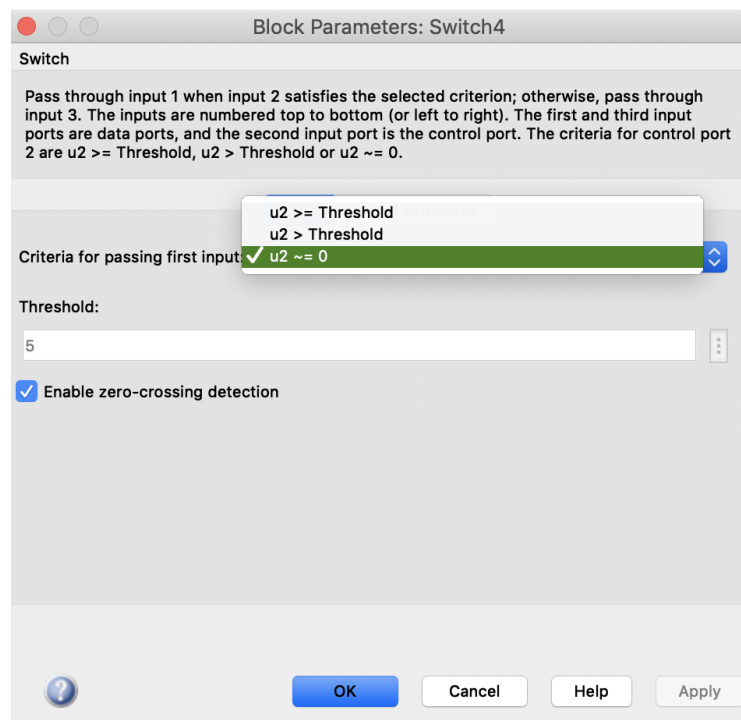 Block Parameters: Switch4
Switch
Pass through input 1 when input 2 satisfies the selected criterion; otherwise, pass through
input 3. The inputs are numbered top to bottom (or left to right). The first and third input
ports are data ports, and the second input port is the control port. The criteria for control port
2 are u2 >= Threshold, u2 > Threshold or u2 ~= 0.
u2 >= Threshold
u2 > Threshold
Criteria for passing first input: ✓ u2 ~= 0
Threshold:
5
Enable zero-crossing detection
OK Cancel Help Apply